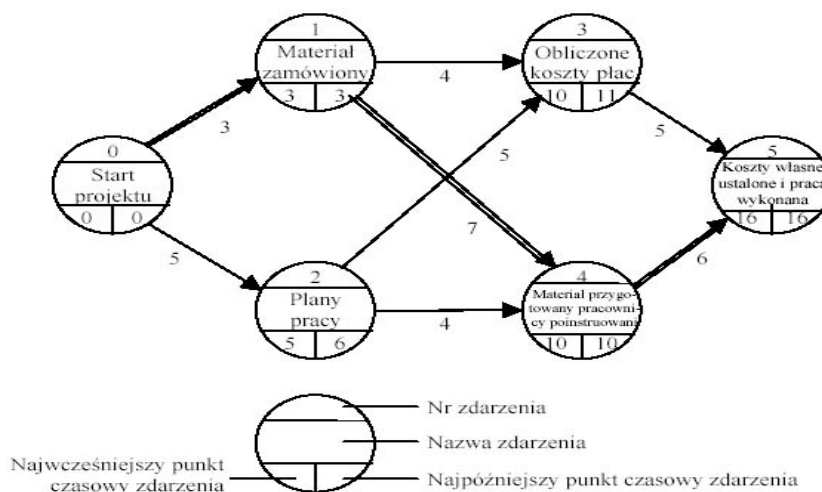 1
Materiał
zamówiony
3 3
4
3
Obliczone
koszty płac
10 11
3
5
5
0
Start
projektu
0 0
5
Koszty własne
ustalone i praca
wykonana
16 16
7
6
5
2
Plany
pracy
5 6
4
4
Materiał przygo-
towany pracowni-
cy poinstruowani
10 10
Nr zdarzenia
Nazwa zdarzenia
Najwcześniejszy punkt
czasowy zdarzenia
Najpóźniejszy punkt czasowy zdarzenia